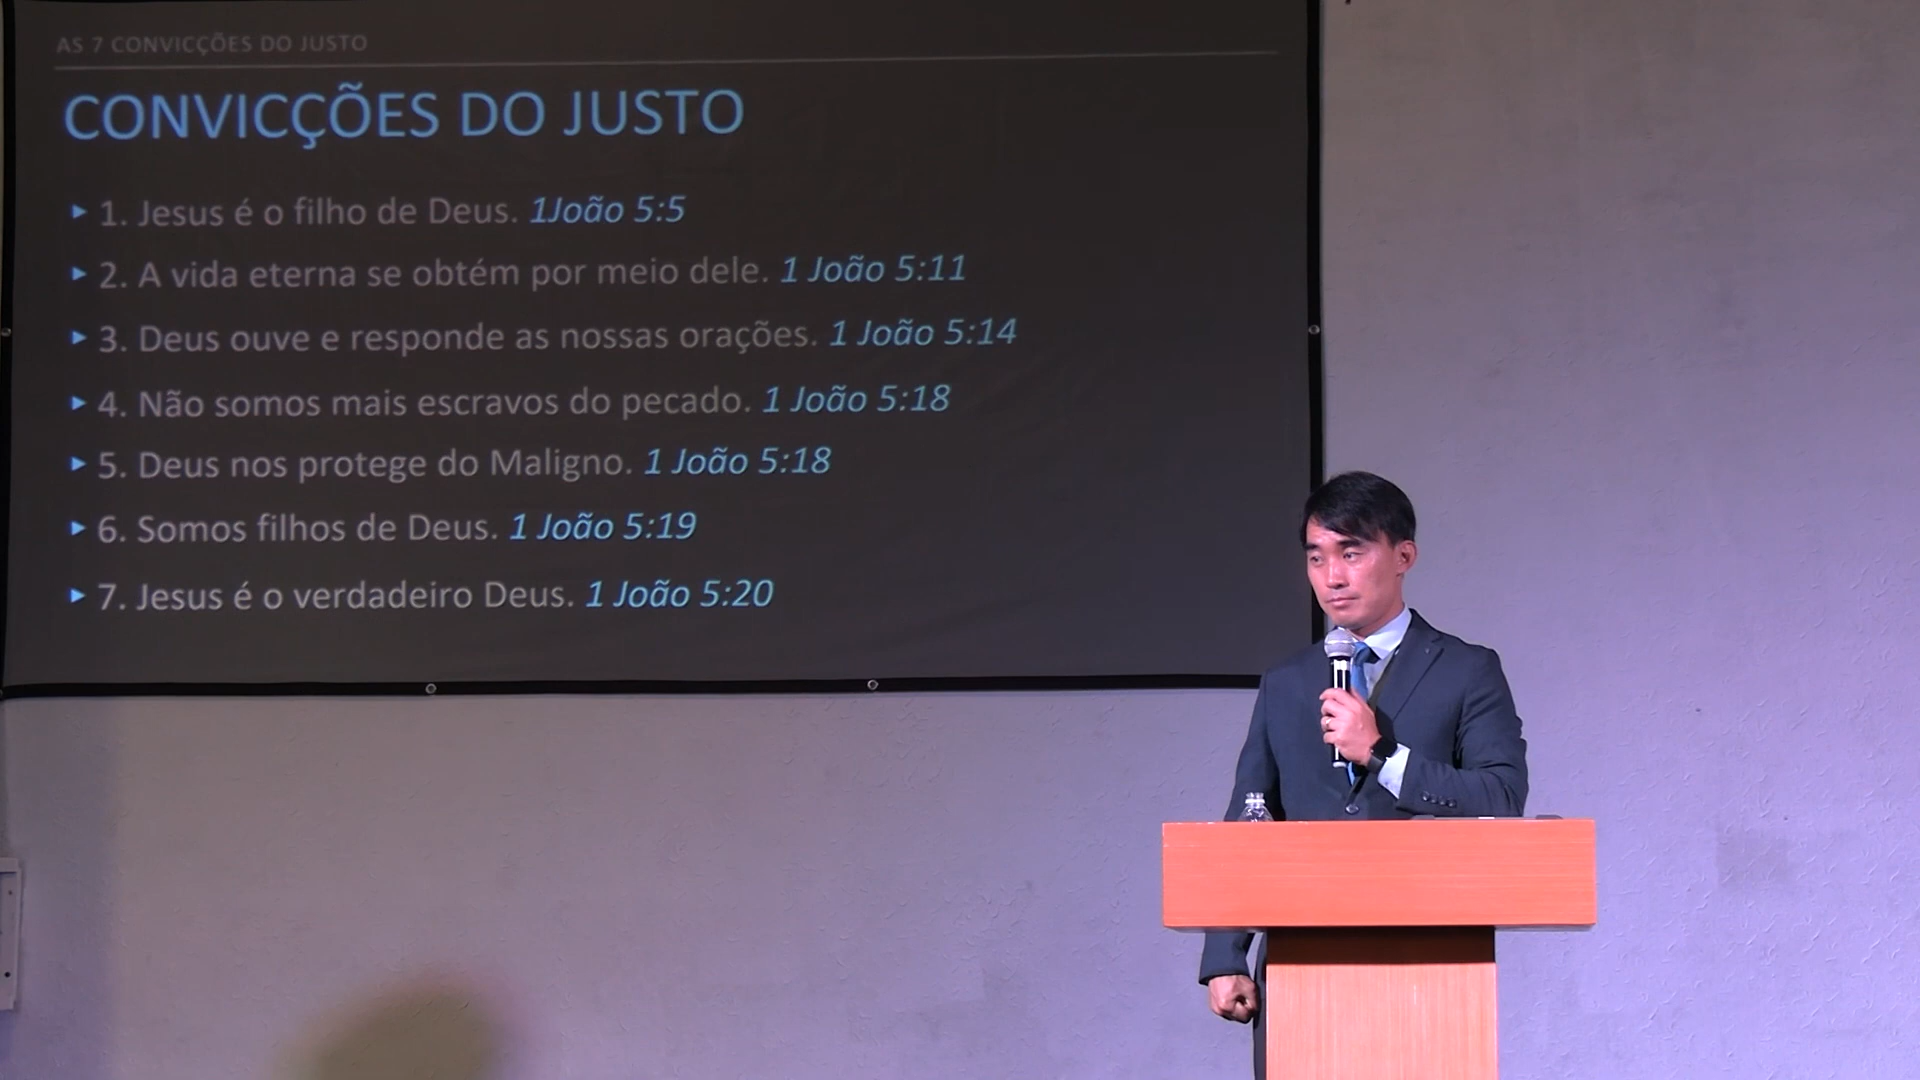 AS 7 CONVICÇÕES DO JUSTO
CONVICÇÕES DO JUSTO
▸ 1. Jesus é o filho de Deus. 1João 5:5
▸ 2. A vida eterna se obtém por meio dele. 1 João 5:11
▸ 3. Deus ouve e responde as nossas orações. 1 João 5:14
▸ 4. Não somos mais escravos do pecado. 1 João 5:18
▸ 5. Deus nos protege do Maligno. 1 João 5:18
▸ 6. Somos filhos de Deus. 1 João 5:19
▸ 7. Jesus é o verdadeiro Deus. 1 João 5:20